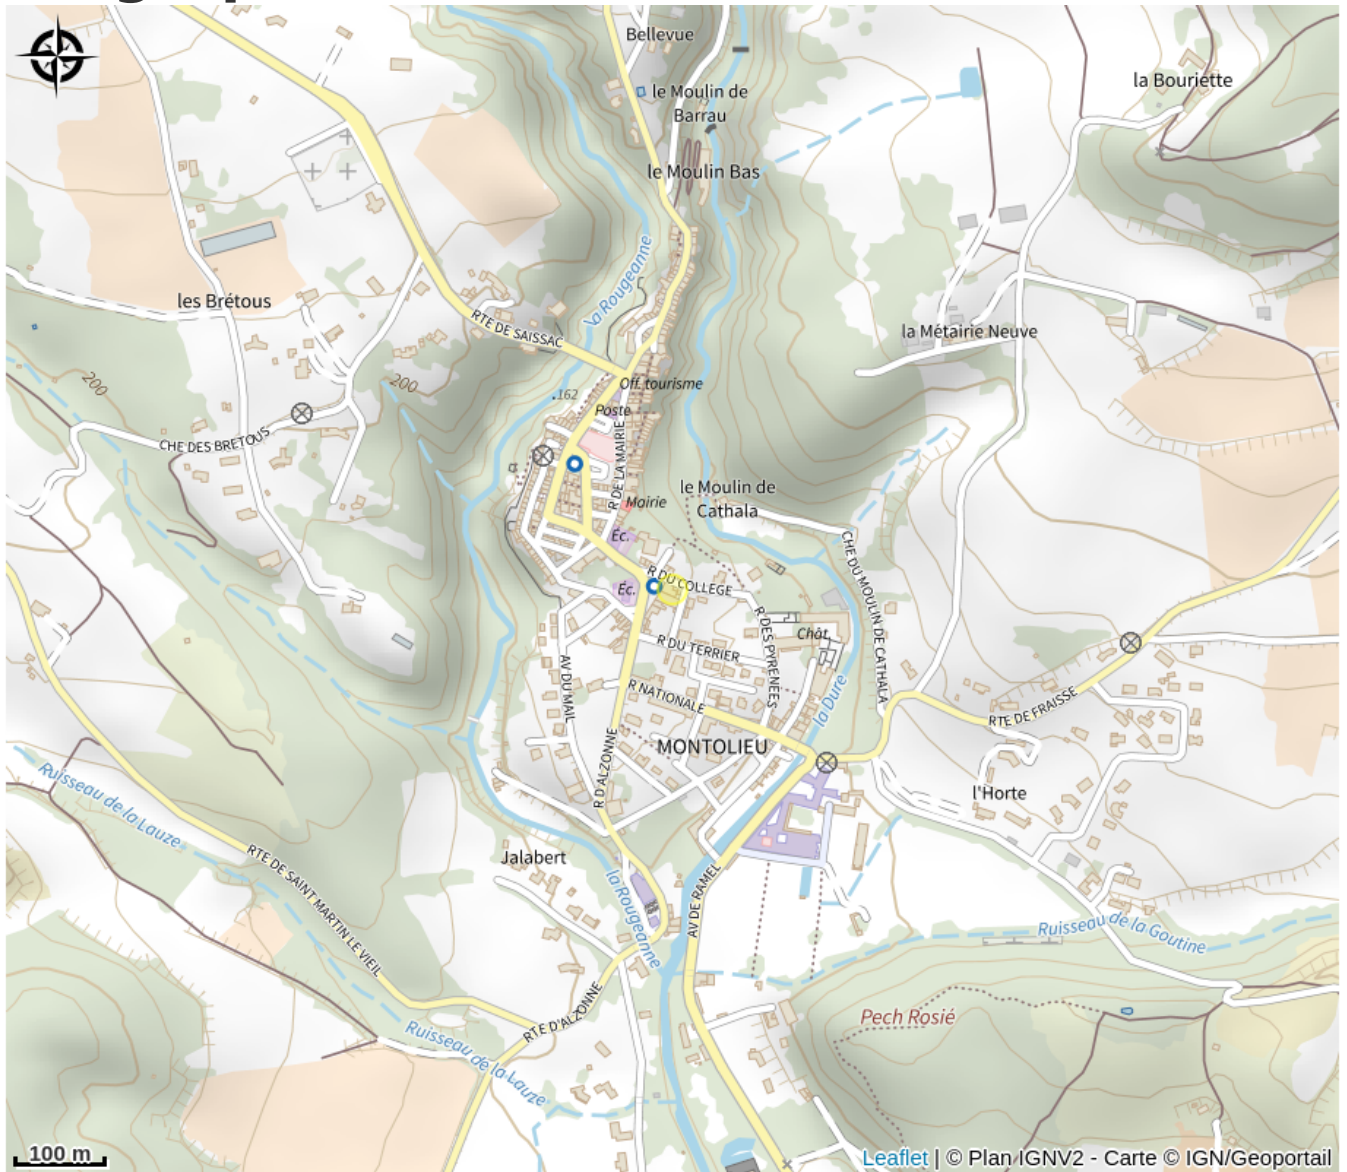 Bellevue
le Moulin de
Barrau
la Bouriette
le Moulin Bas
la Rougeanne
les Brétous
RTE DE SAISSAC
la Métairie Neuve
200
200
.162
Off. tourisme
Poste
CHE DES BRETOUS
R DE LA MAIRIE
le Moulin de
Cathala
Mairie
Éc.
CHE DU MOULIN DE CATHALA
R DU COLLEGE
Éc.
R DES PYRENÉES
Chât.
R DU TERRIER
AV DU MAIL
R NATIONALE
la Dure
RTE DE FRAISSE
MONTOLIEU
R D'ALZONNE
l'Horte
Ruisseau de la Lauze
RTE DE SAINT MARTIN LE VIEIL
Jalabert
la Rougeanne
AV DE RAMEL
Ruisseau de la Goutine
Pech Rosié
RTE D'ALZONNE
Ruisseau de la Lauze
100 m
Leaflet | © Plan IGNV2 - Carte © IGN/Geoportail